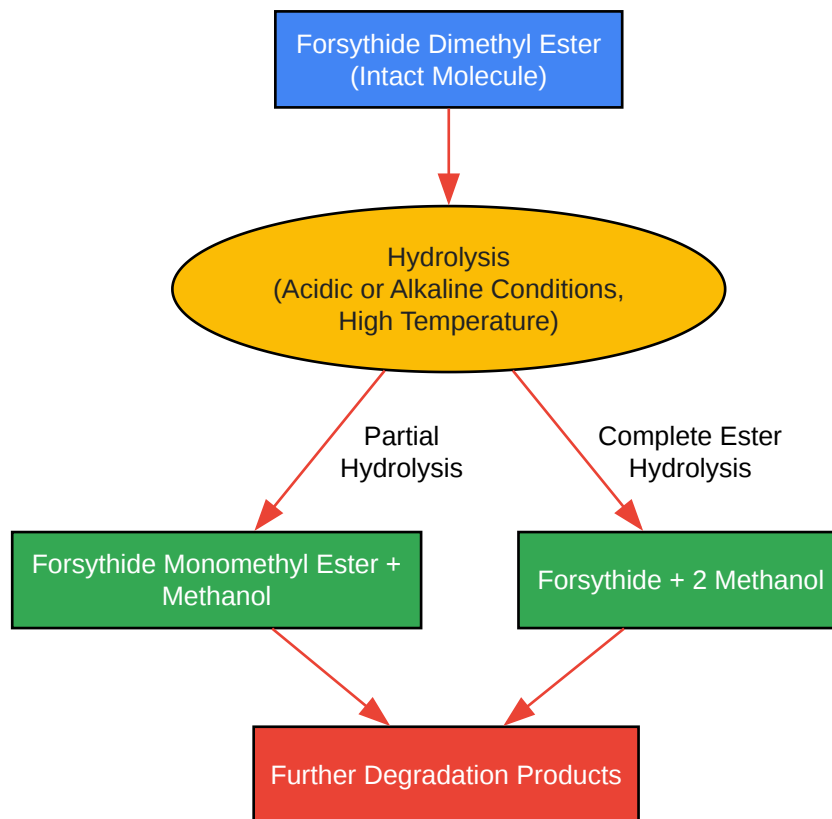 Forsythide Dimethyl Ester
(Intact Molecule)
Hydrolysis
(Acidic or Alkaline Conditions,
High Temperature)
Partial
Hydrolysis
Complete Ester
Hydrolysis
Forsythide Monomethyl Ester +
Methanol
Forsythide + 2 Methanol
Further Degradation Products